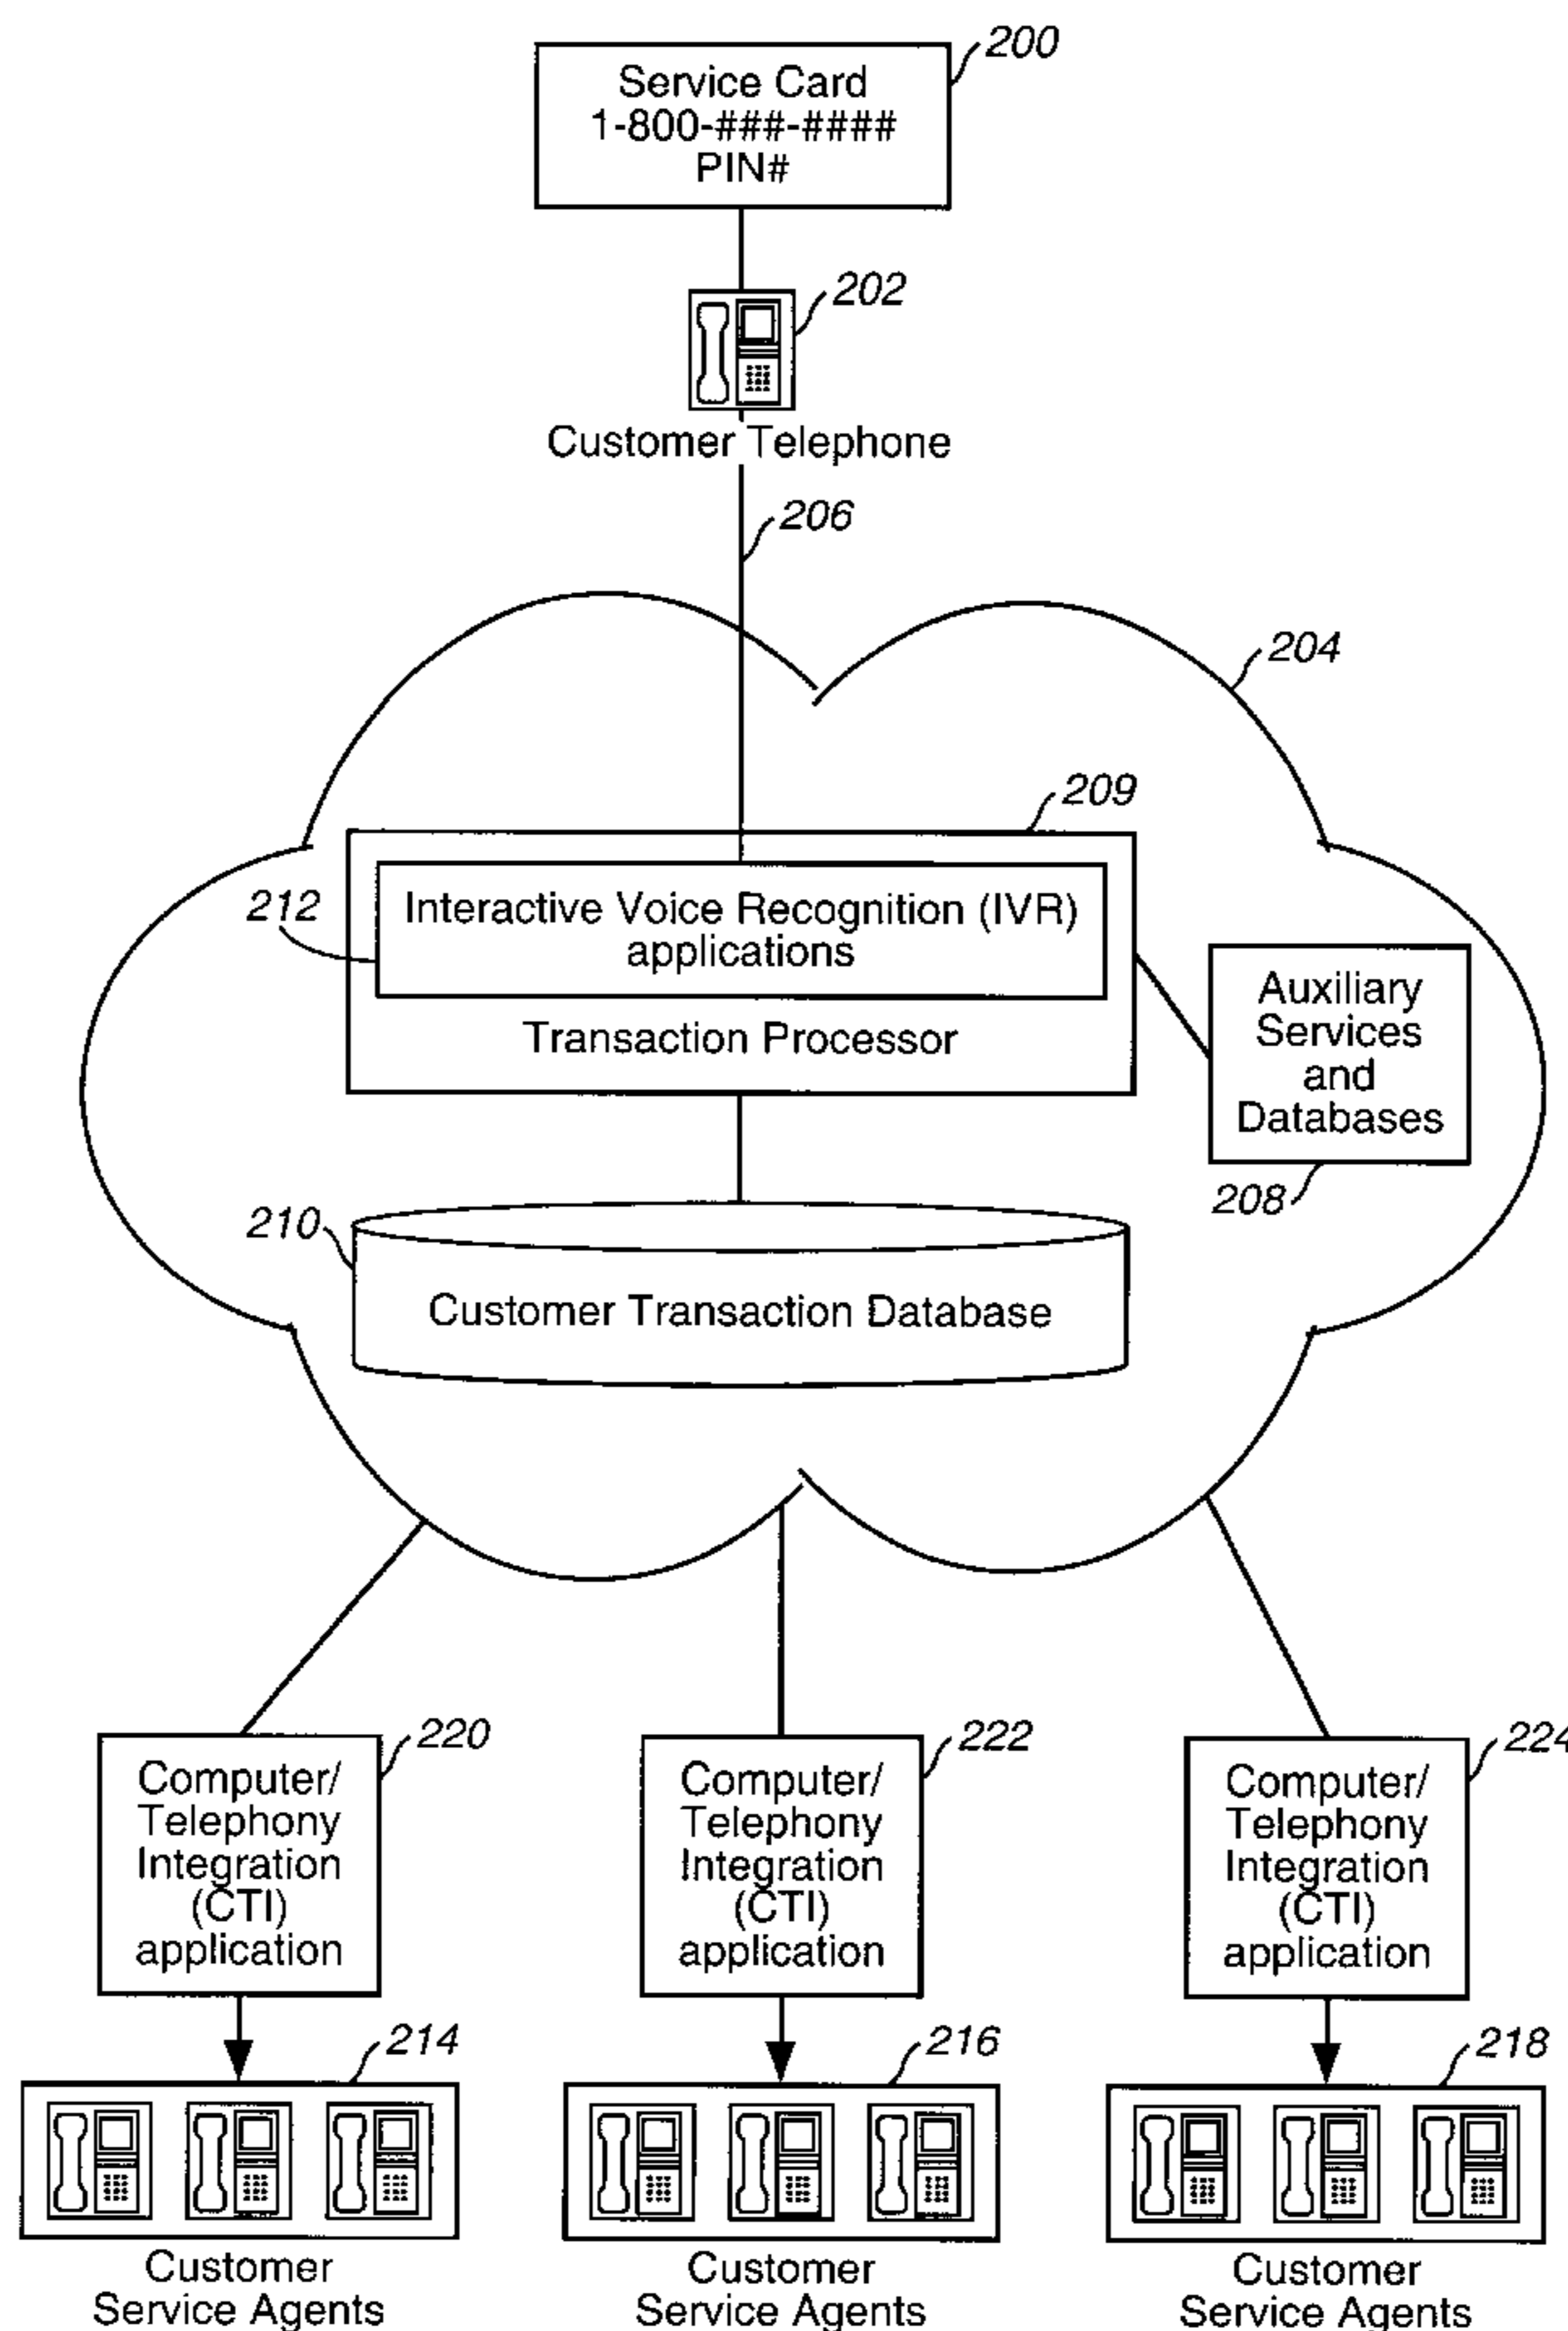 200
Service Card
1-800-###-####
PIN#
202
Customer Telephone
206
204
209
212
Interactive Voice Recognition (IVR)
applications
Transaction Processor
Auxiliary
Services
and
Databases
208
210
Customer Transaction Database
220
Computer/
Telephony
Integration
(CTI)
application
222
Computer/
Telephony
Integration
(CTI)
application
224
Computer/
Telephony
Integration
(CTI)
application
214
Customer
Service Agents
216
Customer
Service Agents
218
Customer
Service Agents